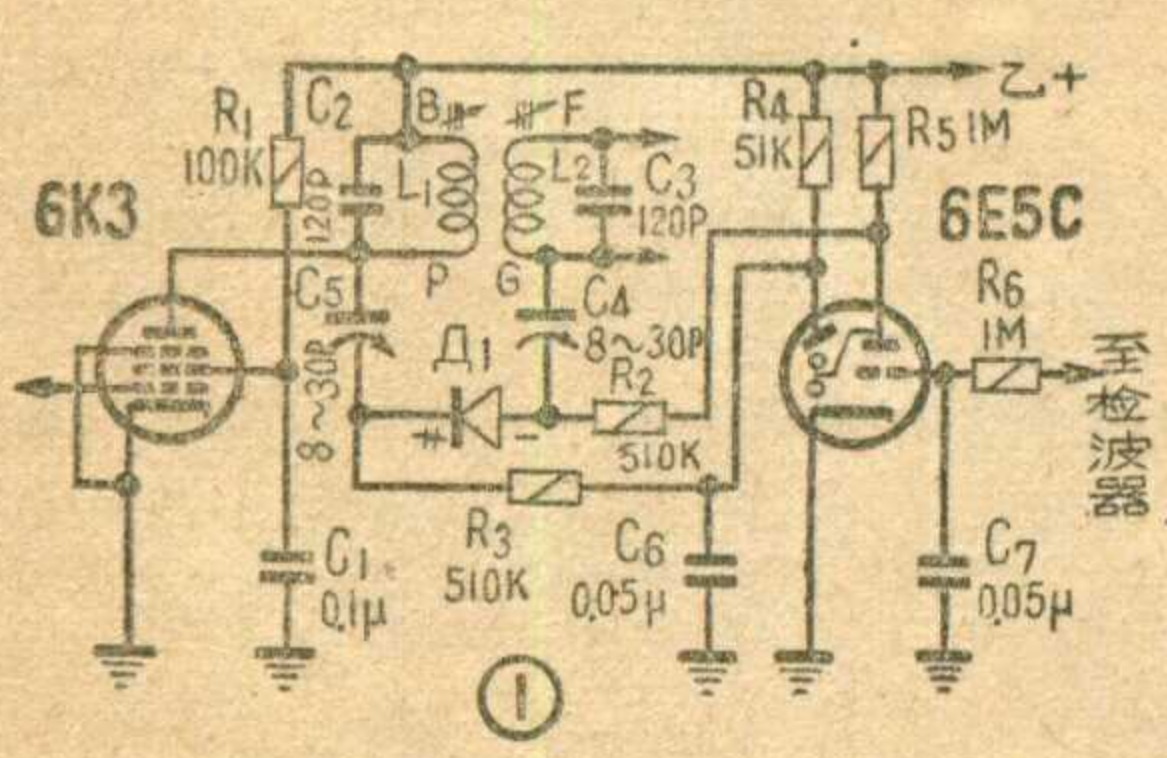 6K3
R1
100K
C2
120P
B
L1
P
F
L2
G
C3
120P
R4
51K
R5 1M
乙+
6E5C
C5
8~30P
Д1
+
-
C4
8~30P
R2
510K
R3
510K
R6
1M
至检波器
C1
0.1μ
C6
0.05μ
C7
0.05μ
1